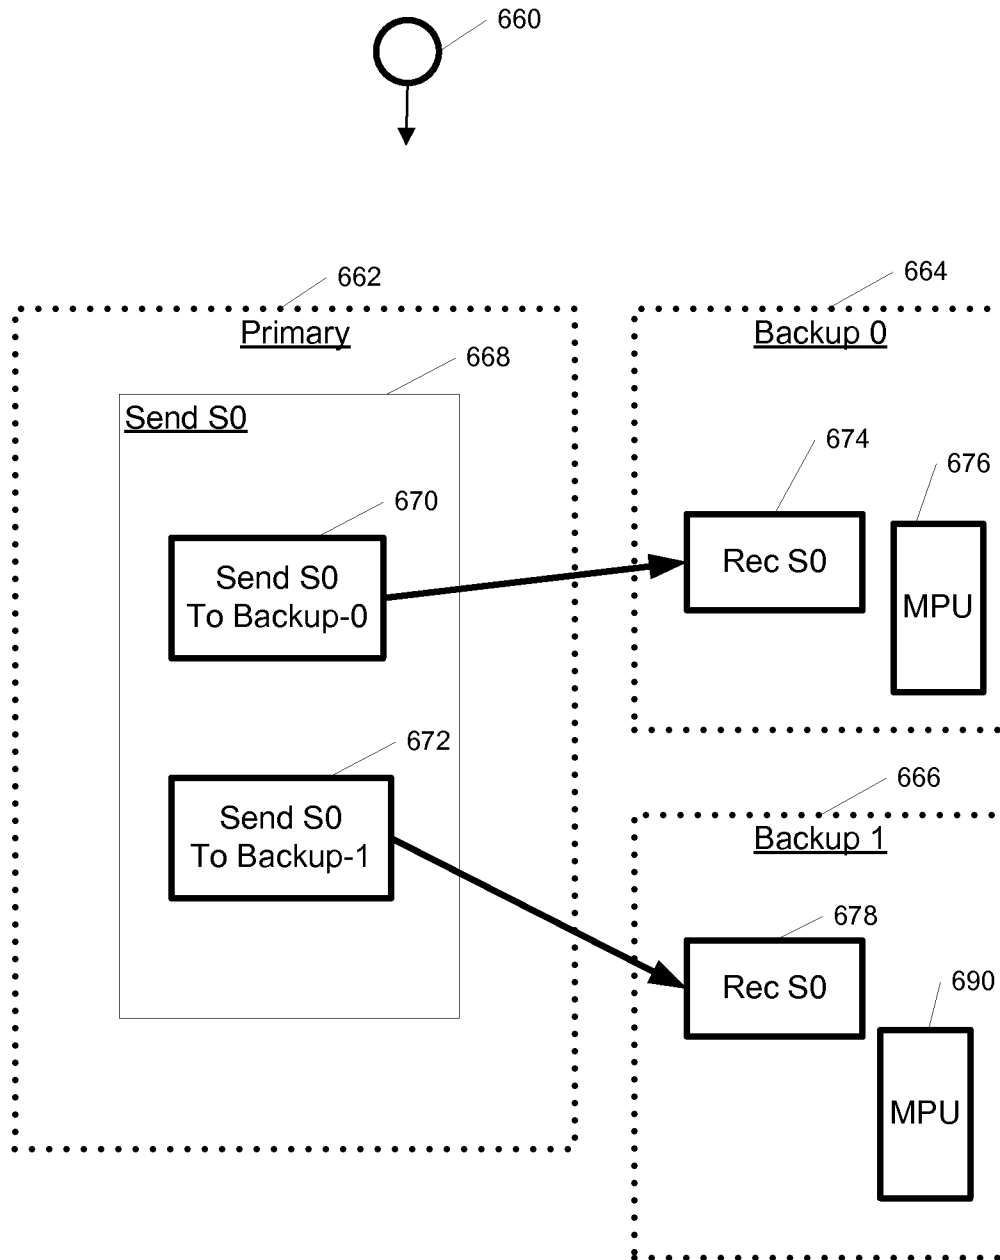 660
662
664
Primary
Backup 0
668
Send S0
674
676
670
Send S0
To Backup-0
Rec S0
MPU
672
666
Send S0
To Backup-1
Backup 1
678
Rec S0
690
MPU